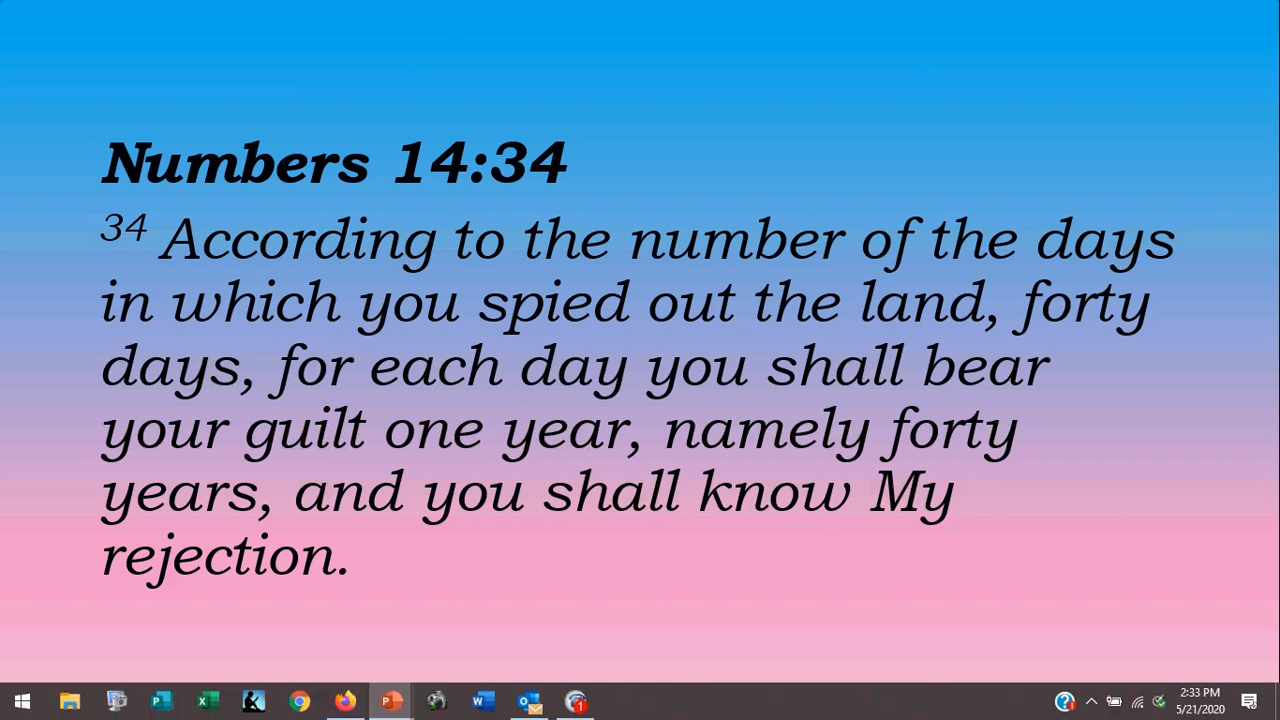 Numbers 14:34
34 According to the number of the days
in which you spied out the land, forty
days, for each day you shall bear
your guilt one year, namely forty
years, and you shall know My
rejection.
2:33 PM
5/21/2020